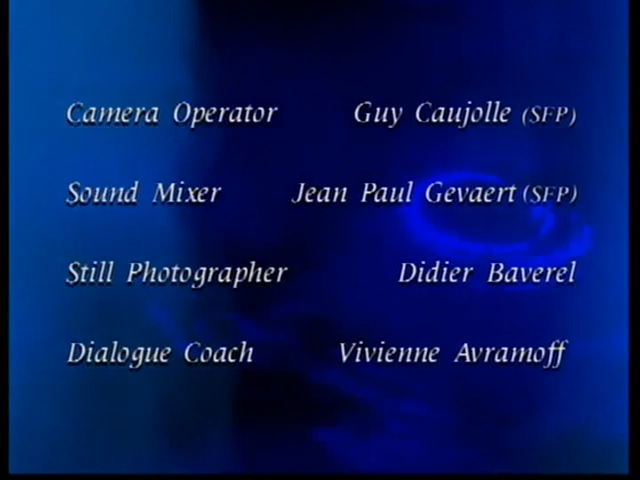 Camera Operator Guy Caujolle (SFP)
Sound Mixer Jean Paul Gevaert (SFP)
Still Photographer Didier Baverel
Dialogue Coach Vivienne Avramoff